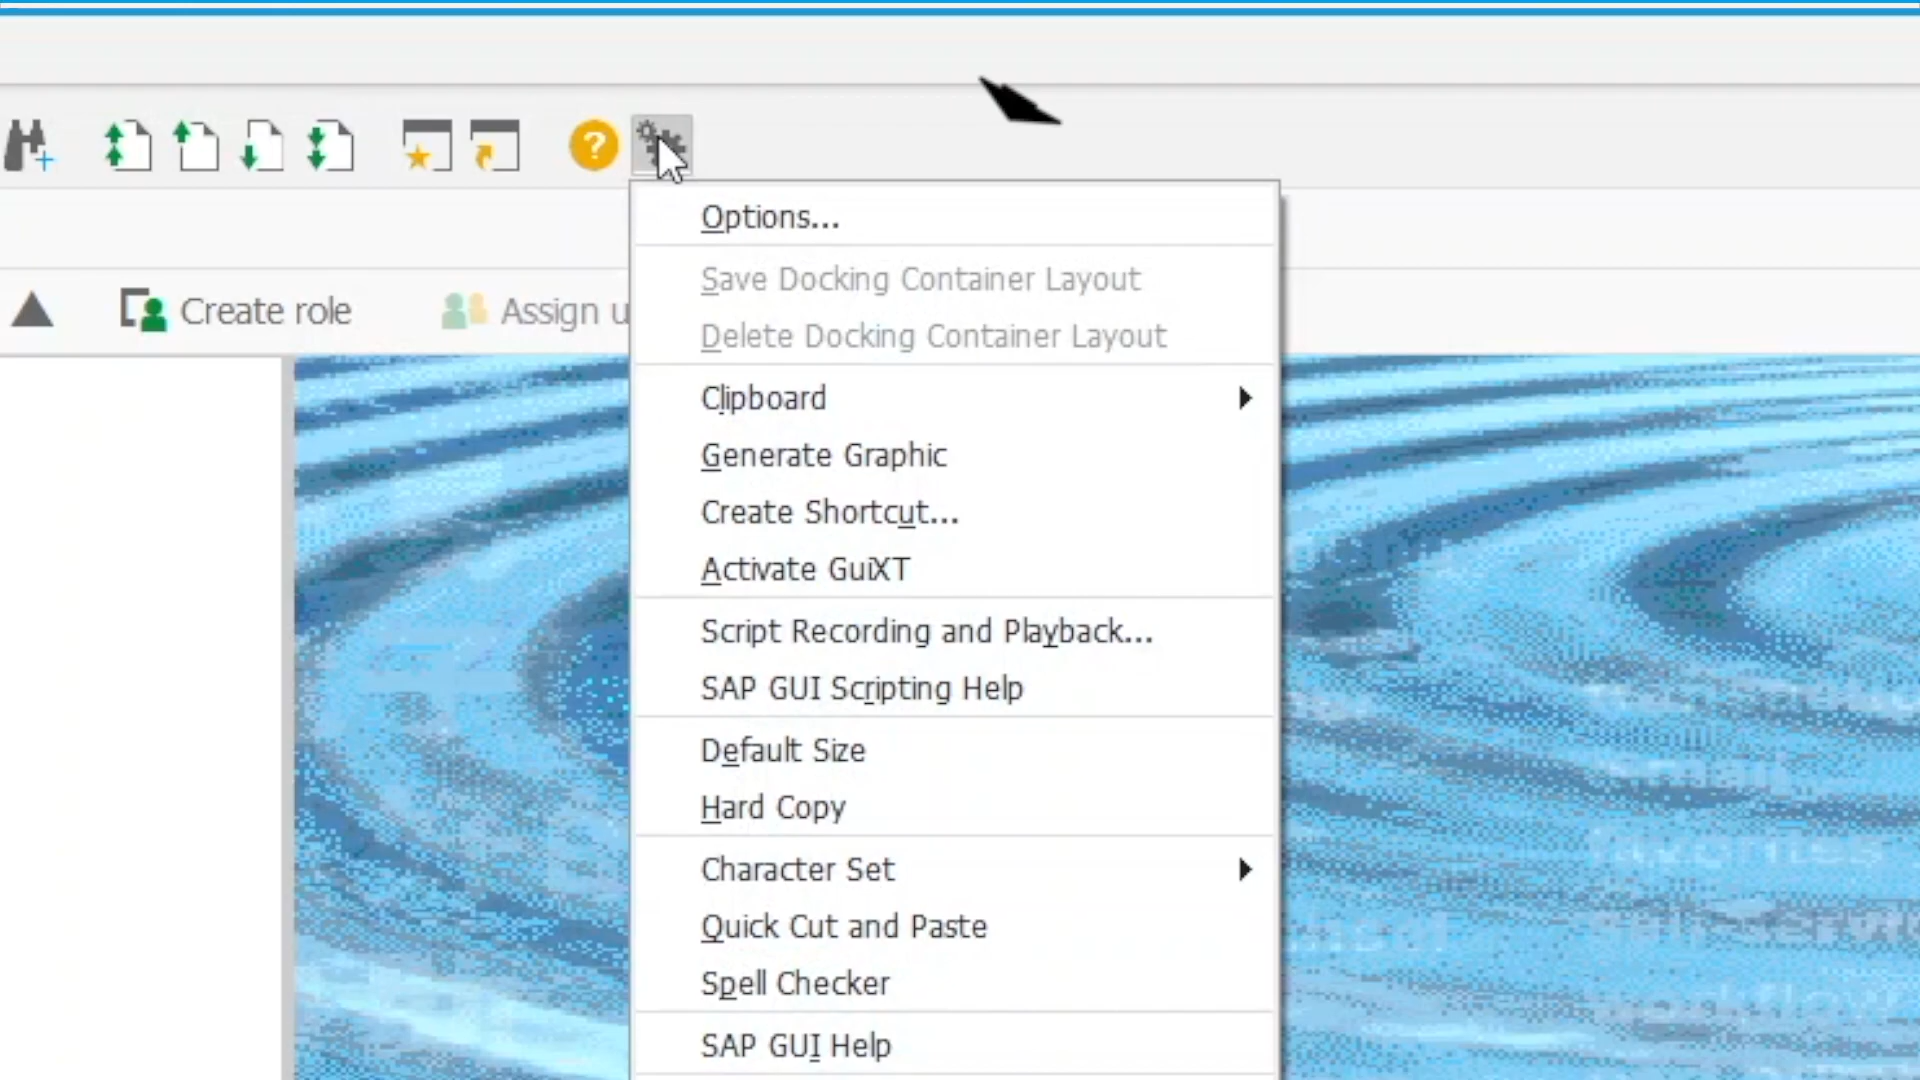 ?
Options...
Create role
Assign u
Save Docking Container Layout
Delete Docking Container Layout
Clipboard
Generate Graphic
Create Shortcut...
Activate GuiXT
Script Recording and Playback...
SAP GUI Scripting Help
Default Size
Hard Copy
Character Set
Quick Cut and Paste
Spell Checker
SAP GUI Help
favorites
workflow